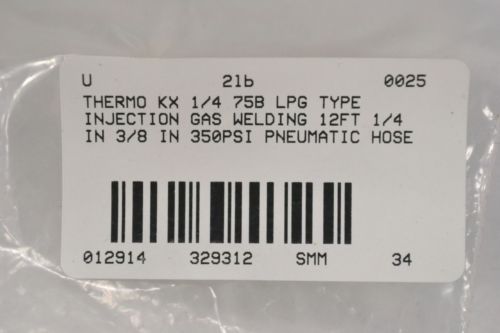 U 2lb 0025
THERMO KX 1/4 75B LPG TYPE
INJECTION GAS WELDING 12FT 1/4
IN 3/8 IN 350PSI PNEUMATIC HOSE
012914 329312 SMM 34